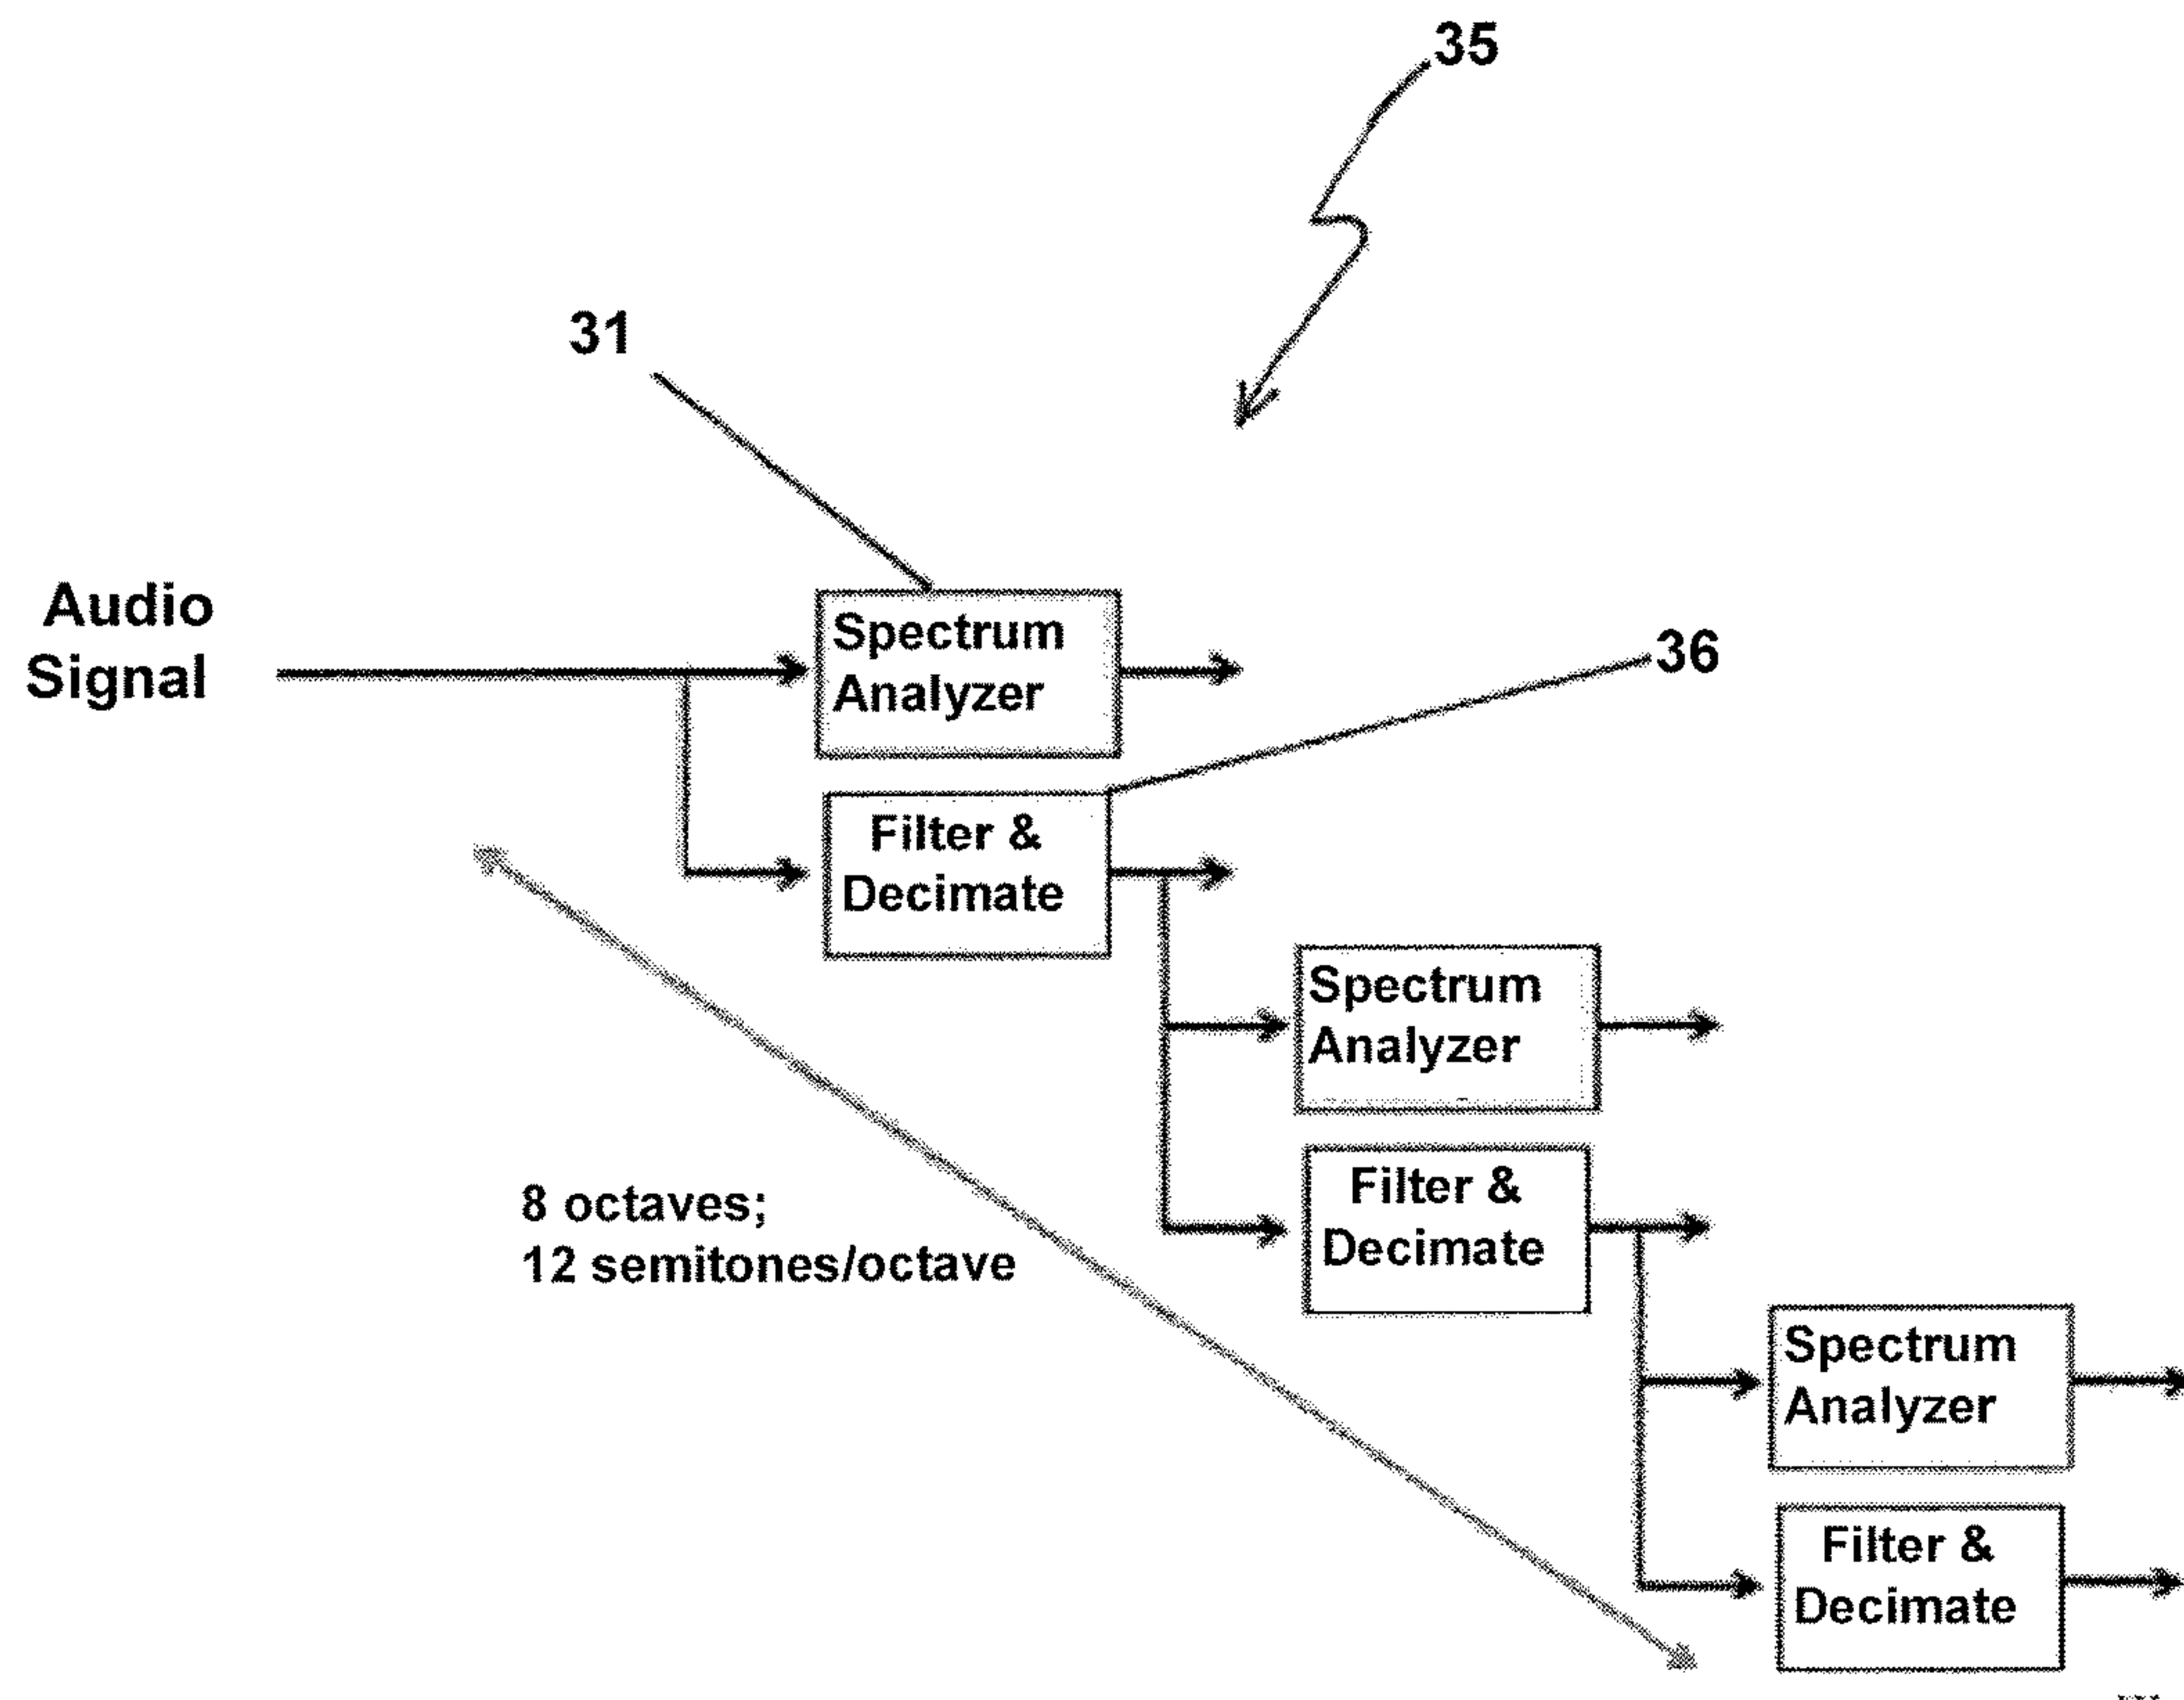 35
31
Audio
Signal
Spectrum
Analyzer
36
Filter &
Decimate
Spectrum
Analyzer
8 octaves;
12 semitones/octave
Filter &
Decimate
Spectrum
Analyzer
Filter &
Decimate